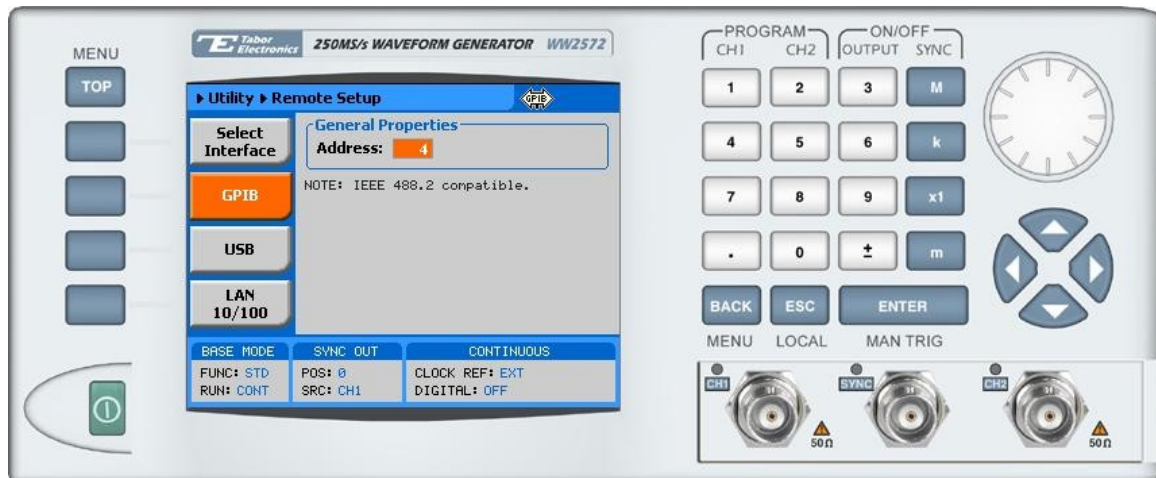 MENU
TOP
Tabor
Electronics
250MS/s WAVEFORM GENERATOR WW2572
Utility Remote Setup
GPIB
Select
Interface
GPIB
USB
LAN
10/100
General Properties
Address: 4
NOTE: IEEE 488.2 compatible.
BASE MODE
FUNC: STD
RUN: CONT
SYNC OUT
POS: 0
SRC: CH1
CONTINUOUS
CLOCK REF: EXT
DIGITAL: OFF
PROGRAM
CH1 CH2
ON/OFF
OUTPUT SYNC
1 2 3 M
4 5 6 k
7 8 9 x1
. 0 ± m
BACK ESC ENTER
MENU LOCAL MAN TRIG
CH1
50Ω
SYNC
CH2
50Ω